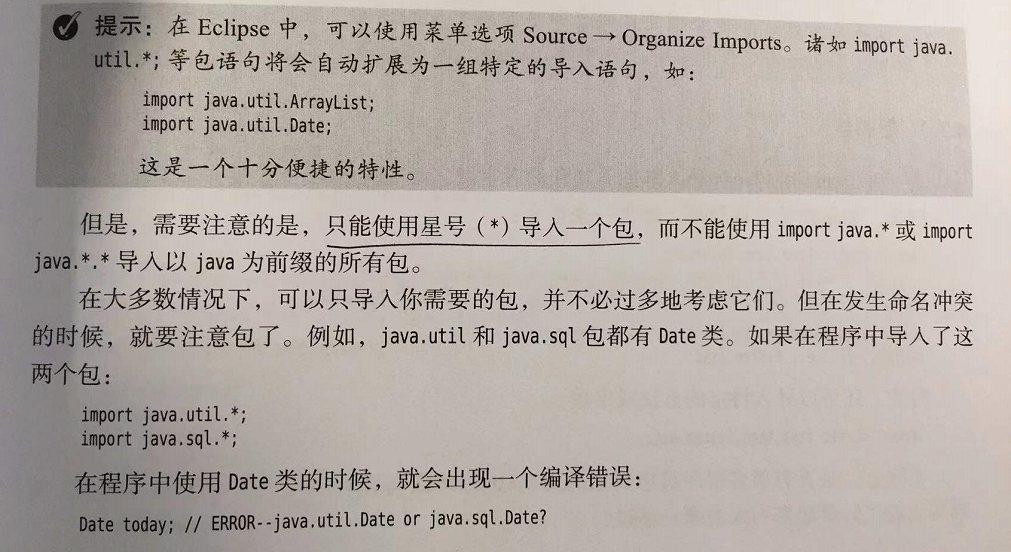 提示：在 Eclipse 中，可以使用菜单选项 Source → Organize Imports。诸如 import java.
util.*; 等包语句将会自动扩展为一组特定的导入语句，如：
import java.util.ArrayList;
import java.util.Date;
这是一个十分便捷的特性。
但是，需要注意的是，只能使用星号（*）导入一个包，而不能使用 import java.* 或 import
java.*.* 导入以 java 为前缀的所有包。
在大多数情况下，可以只导入你需要的包，并不必过多地考虑它们。但在发生命名冲突
的时候，就要注意包了。例如，java.util 和 java.sql 包都有 Date 类。如果在程序中导入了这
两个包：
import java.util.*;
import java.sql.*;
在程序中使用 Date 类的时候，就会出现一个编译错误：
Date today; // ERROR--java.util.Date or java.sql.Date?